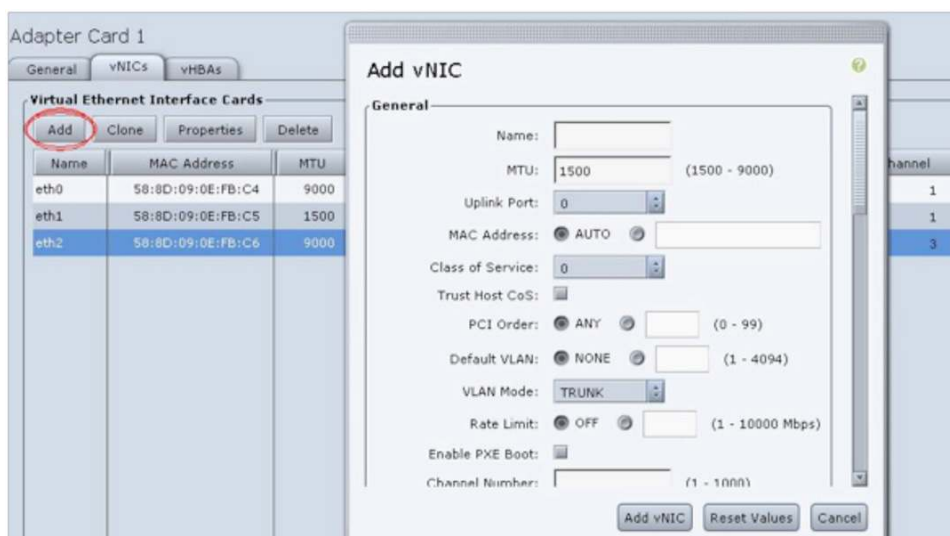 Adapter Card 1
General vNICs vHBAs
Virtual Ethernet Interface Cards
Add Clone Properties Delete
Name MAC Address MTU hannel
eth0 58:8D:09:0E:FB:C4 9000 1
eth1 58:8D:09:0E:FB:C5 1500 1
eth2 58:8D:09:0E:FB:C6 9000 3
Add vNIC ?
General
Name:
MTU: 1500 (1500 - 9000)
Uplink Port: 0
MAC Address: AUTO
Class of Service: 0
Trust Host CoS:
PCI Order: ANY (0 - 99)
Default VLAN: NONE (1 - 4094)
VLAN Mode: TRUNK
Rate Limit: OFF (1 - 10000 Mbps)
Enable PXE Boot:
Channel Number: (1 - 1000)
Add vNIC Reset Values Cancel